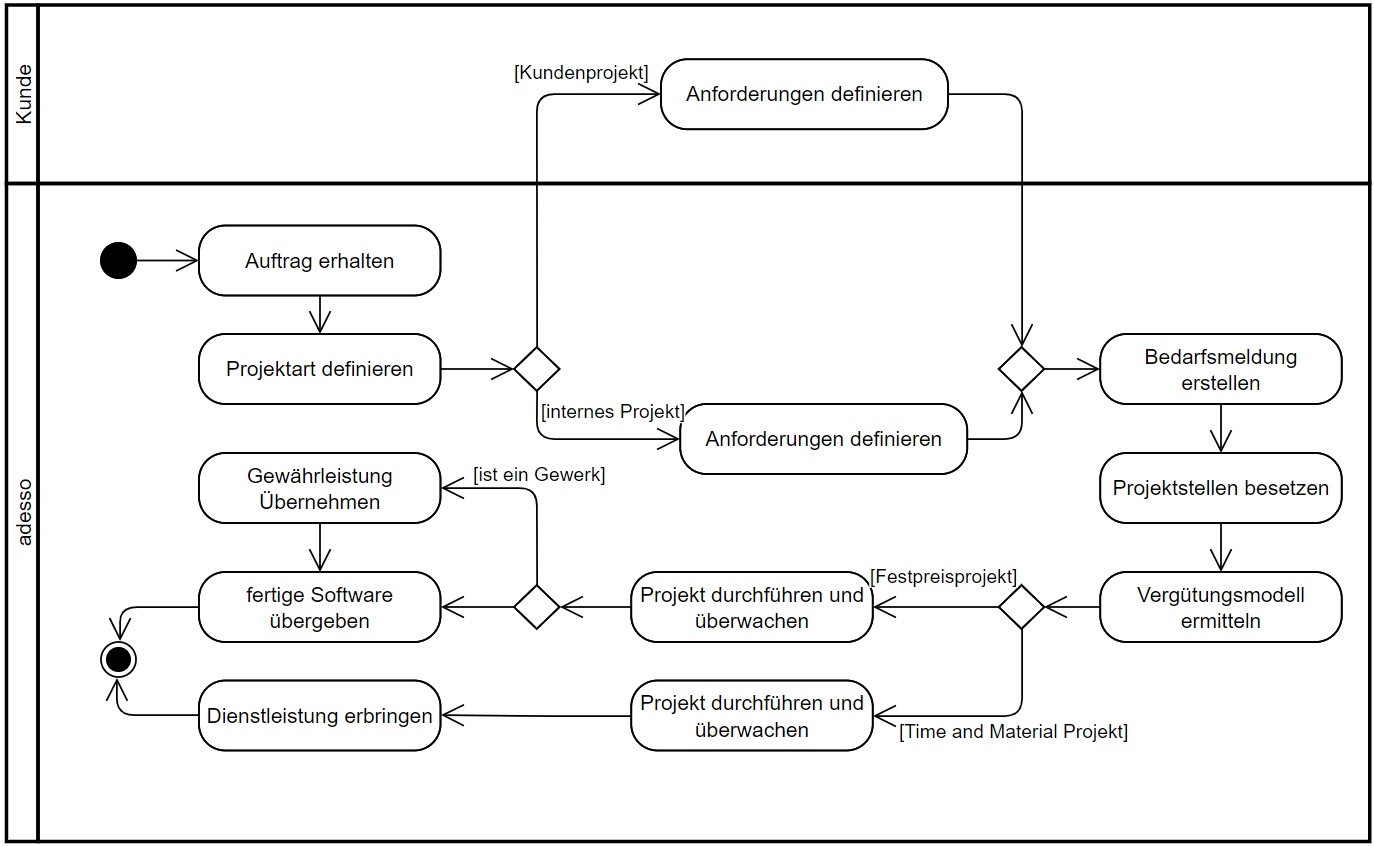 Kunde
[Kundenprojekt]
Anforderungen definieren
adesso
Auftrag erhalten
Projektart definieren
[internes Projekt]
Anforderungen definieren
Bedarfsmeldung
erstellen
Gewährleistung
Übernehmen
[ist ein Gewerk]
Projektstellen besetzen
fertige Software
übergeben
Projekt durchführen und
überwachen
[Festpreisprojekt]
Vergütungsmodell
ermitteln
Dienstleistung erbringen
Projekt durchführen und
überwachen
[Time and Material Projekt]